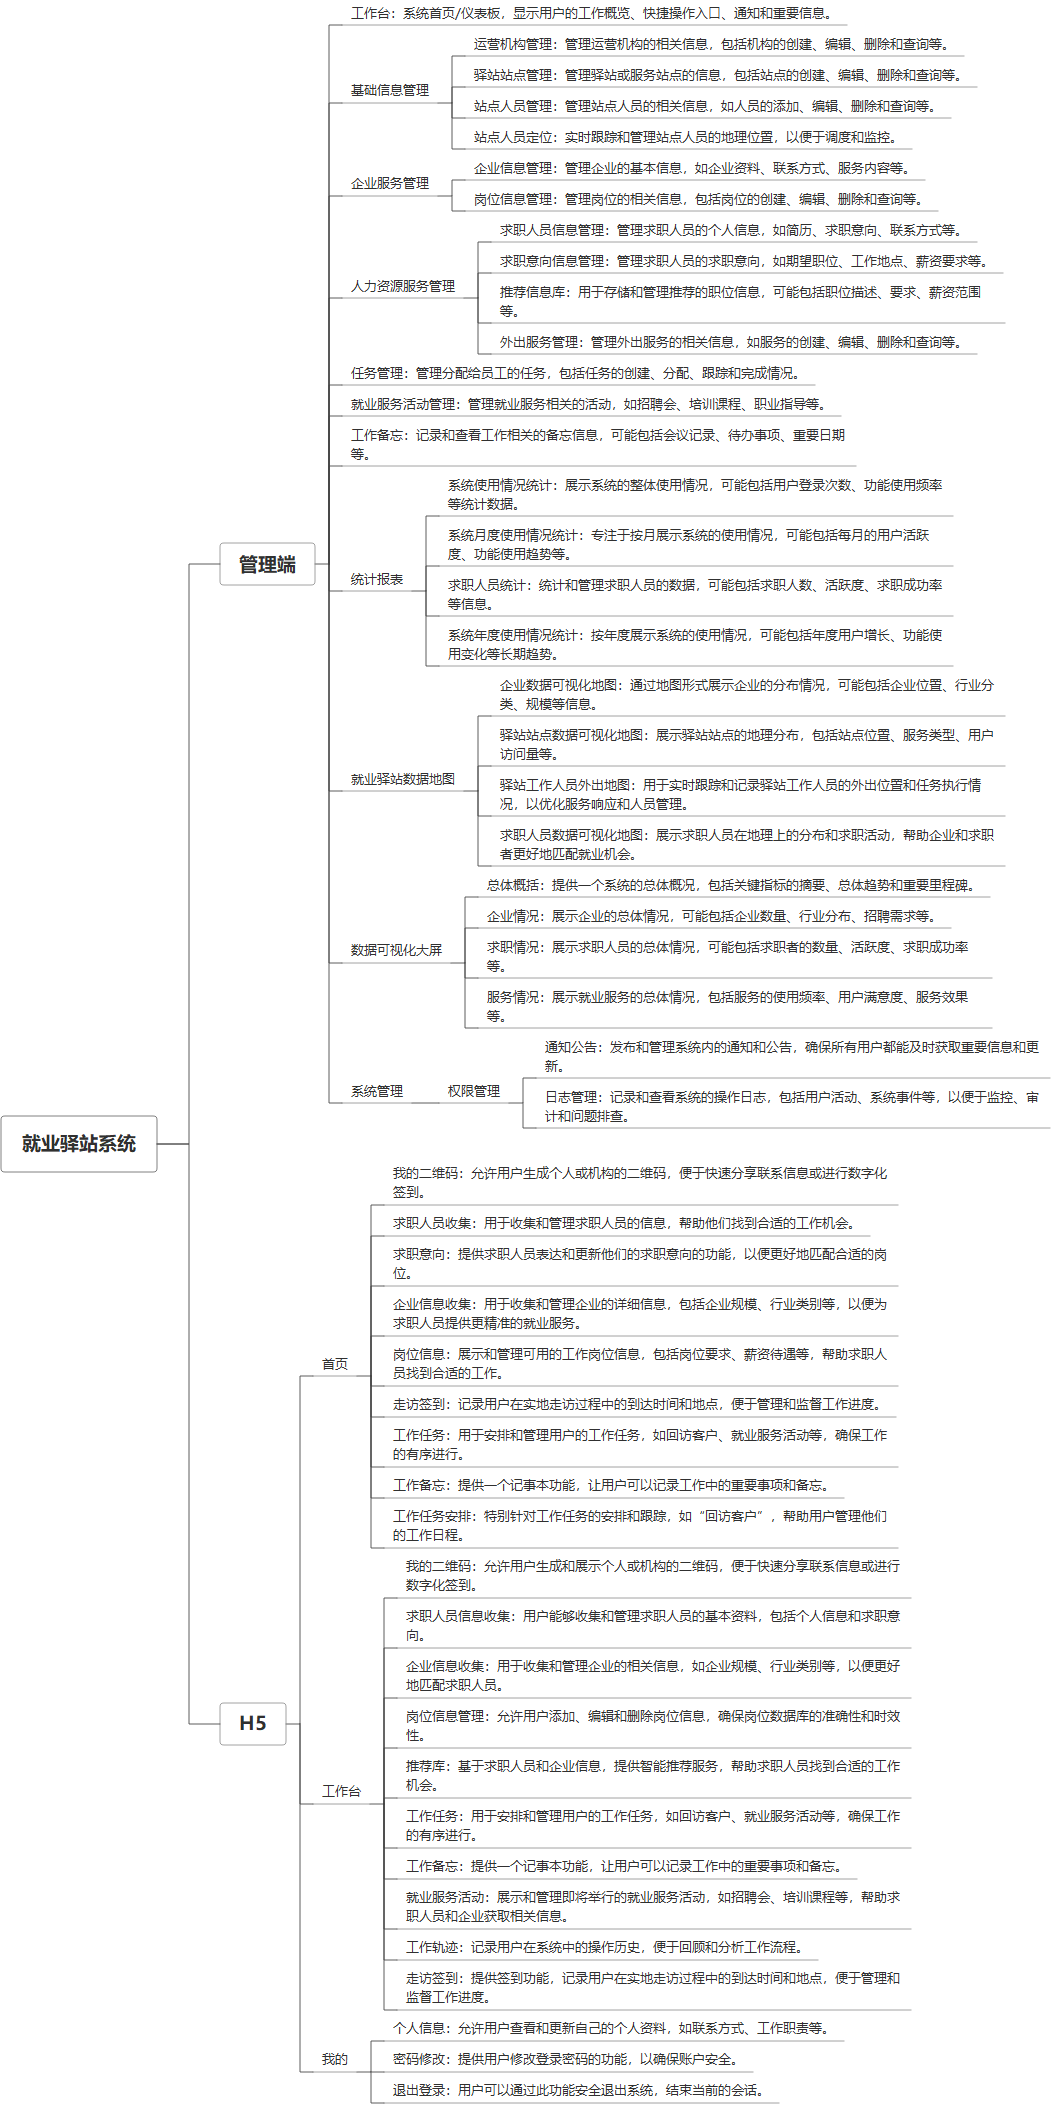 工作台：系统首页/仪表板，显示用户的工作概览、快捷操作入口、通知和重要信息。
运营机构管理：管理运营机构的相关信息，包括机构的创建、编辑、删除和查询等。
驿站站点管理：管理驿站或服务站点的信息，包括站点的创建、编辑、删除和查询等。
基础信息管理
站点人员管理：管理站点人员的相关信息，如人员的添加、编辑、删除和查询等。
站点人员定位：实时跟踪和管理站点人员的地理位置，以便于调度和监控。
企业信息管理：管理企业的基本信息，如企业资料、联系方式、服务内容等。
企业服务管理
岗位信息管理：管理岗位的相关信息，包括岗位的创建、编辑、删除和查询等。
求职人员信息管理：管理求职人员的个人信息，如简历、求职意向、联系方式等。
求职意向信息管理：管理求职人员的求职意向，如期望职位、工作地点、薪资要求等。
人力资源服务管理
推荐信息库：用于存储和管理推荐的职位信息，可能包括职位描述、要求、薪资范围
等。
外出服务管理：管理外出服务的相关信息，如服务的创建、编辑、删除和查询等。
任务管理：管理分配给员工的任务，包括任务的创建、分配、跟踪和完成情况。
就业服务活动管理：管理就业服务相关的活动，如招聘会、培训课程、职业指导等。
工作备忘：记录和查看工作相关的备忘信息，可能包括会议记录、待办事项、重要日期
等。
系统使用情况统计：展示系统的整体使用情况，可能包括用户登录次数、功能使用频率
等统计数据。
系统月度使用情况统计：专注于按月展示系统的使用情况，可能包括每月的用户活跃
度、功能使用趋势等。
管理端
统计报表
求职人员统计：统计和管理求职人员的数据，可能包括求职人数、活跃度、求职成功率
等信息。
系统年度使用情况统计：按年度展示系统的使用情况，可能包括年度用户增长、功能使
用变化等长期趋势。
企业数据可视化地图：通过地图形式展示企业的分布情况，可能包括企业位置、行业分
类、规模等信息。
驿站站点数据可视化地图：展示驿站站点的地理分布，包括站点位置、服务类型、用户
访问量等。
就业驿站数据地图
驿站工作人员外出地图：用于实时跟踪和记录驿站工作人员的外出位置和任务执行情
况，以优化服务响应和人员管理。
求职人员数据可视化地图：展示求职人员在地理上的分布和求职活动，帮助企业和求职
者更好地匹配就业机会。
总体概括：提供一个系统的总体概况，包括关键指标的摘要、总体趋势和重要里程碑。
企业情况：展示企业的总体情况，可能包括企业数量、行业分布、招聘需求等。
数据可视化大屏
求职情况：展示求职人员的总体情况，可能包括求职者的数量、活跃度、求职成功率
等。
服务情况：展示就业服务的总体情况，包括服务的使用频率、用户满意度、服务效果
等。
通知公告：发布和管理系统内的通知和公告，确保所有用户都能及时获取重要信息和更
新。
系统管理
权限管理
日志管理：记录和查看系统的操作日志，包括用户活动、系统事件等，以便于监控、审
计和问题排查。
就业驿站系统
我的二维码：允许用户生成个人或机构的二维码，便于快速分享联系信息或进行数字化
签到。
求职人员收集：用于收集和管理求职人员的信息，帮助他们找到合适的工作机会。
求职意向：提供求职人员表达和更新他们的求职意向的功能，以便更好地匹配合适的岗
位。
企业信息收集：用于收集和管理企业的详细信息，包括企业规模、行业类别等，以便为
求职人员提供更精准的就业服务。
首页
岗位信息：展示和管理可用的工作岗位信息，包括岗位要求、薪资待遇等，帮助求职人
员找到合适的工作。
走访签到：记录用户在实地走访过程中的到达时间和地点，便于管理和监督工作进度。
工作任务：用于安排和管理用户的工作任务，如回访客户、就业服务活动等，确保工作
的有序进行。
工作备忘：提供一个记事本功能，让用户可以记录工作中的重要事项和备忘。
工作任务安排：特别针对工作任务的安排和跟踪，如“回访客户”，帮助用户管理他们
的工作日程。
我的二维码：允许用户生成和展示个人或机构的二维码，便于快速分享联系信息或进行
数字化签到。
求职人员信息收集：用户能够收集和管理求职人员的基本资料，包括个人信息和求职意
向。
企业信息收集：用于收集和管理企业的相关信息，如企业规模、行业类别等，以便更好
地匹配求职人员。
H5
岗位信息管理：允许用户添加、编辑和删除岗位信息，确保岗位数据库的准确性和时效
性。
推荐库：基于求职人员和企业信息，提供智能推荐服务，帮助求职人员找到合适的工作
机会。
工作台
工作任务：用于安排和管理用户的工作任务，如回访客户、就业服务活动等，确保工作
的有序进行。
工作备忘：提供一个记事本功能，让用户可以记录工作中的重要事项和备忘。
就业服务活动：展示和管理即将举行的就业服务活动，如招聘会、培训课程等，帮助求
职人员和企业获取相关信息。
工作轨迹：记录用户在系统中的操作历史，便于回顾和分析工作流程。
走访签到：提供签到功能，记录用户在实地走访过程中的到达时间和地点，便于管理和
监督工作进度。
个人信息：允许用户查看和更新自己的个人资料，如联系方式、工作职责等。
我的
密码修改：提供用户修改登录密码的功能，以确保账户安全。
退出登录：用户可以通过此功能安全退出系统，结束当前的会话。